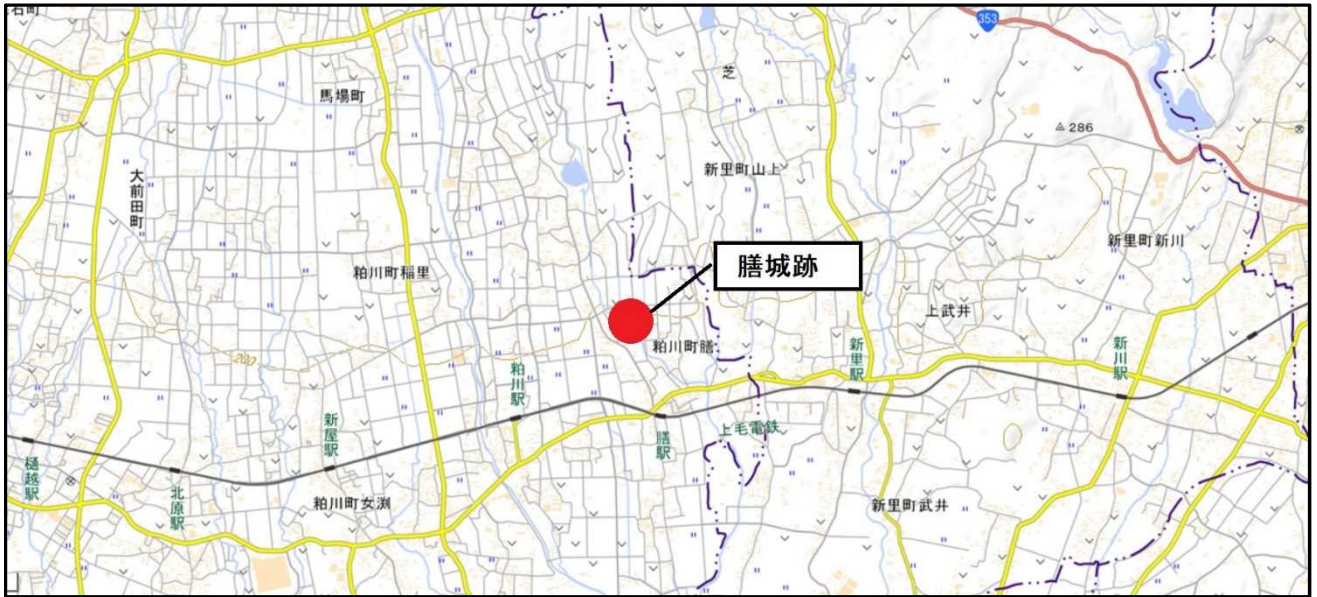 石町
353
馬場町
芝
286
新里町山上
大前田町
新里町新川
粕川町稲里
膳城跡
上武井
粕川町膳
200
新里駅
新川駅
粕川駅
膳駅
上毛電鉄
新屋駅
樋越駅
北原駅
粕川町女渕
新里町武井